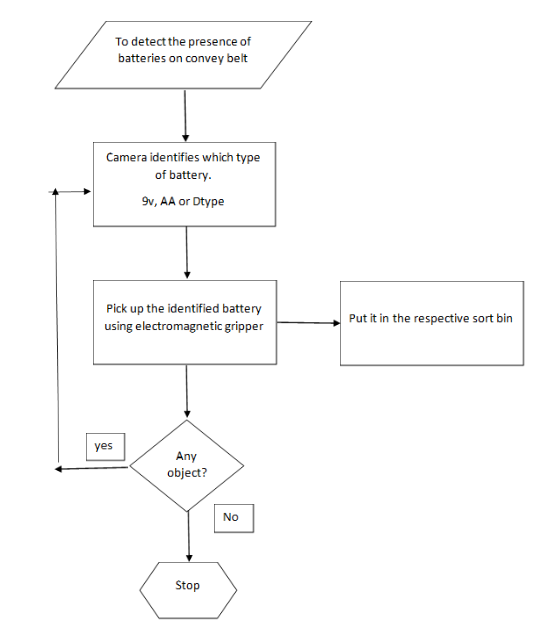 To detect the presence of
batteries on convey belt
Camera identifies which type
of battery.
9v, AA or Dtype
Pick up the identified battery
using electromagnetic gripper
Put it in the respective sort bin
yes
Any
object?
No
Stop